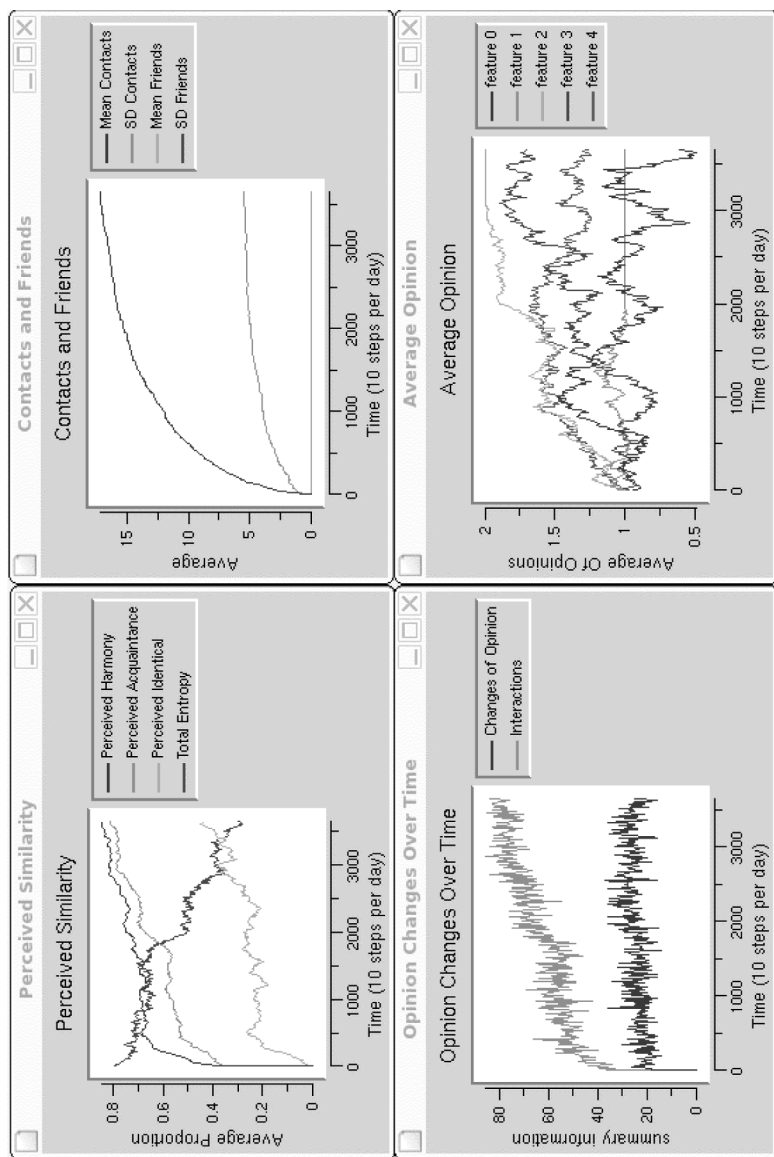 Perceived Similarity
Perceived Similarity
Average Proportion
0
0.2
0.4
0.6
0.8
0
1000
2000
3000
Time (10 steps per day)
Perceived Harmony
Perceived Acquaintance
Perceived Identical
Total Entropy
Contacts and Friends
Contacts and Friends
Average
0
5
10
15
0
1000
2000
3000
Time (10 steps per day)
Mean Contacts
SD Contacts
Mean Friends
SD Friends
Opinion Changes Over Time
Opinion Changes Over Time
summary information
0
20
40
60
80
0
1000
2000
3000
Time (10 steps per day)
Changes of Opinion
Interactions
Average Opinion
Average Opinion
Average Of Opinions
0.5
1
1.5
2
0
1000
2000
3000
Time (10 steps per day)
feature 0
feature 1
feature 2
feature 3
feature 4